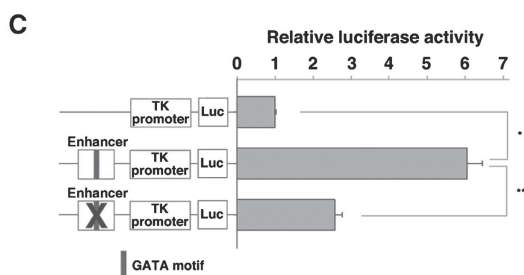 C
Relative luciferase activity
0 1 2 3 4 5 6 7
TK
promoter
Luc
*
Enhancer
TK
promoter
Luc
**
Enhancer
TK
promoter
Luc
GATA motif